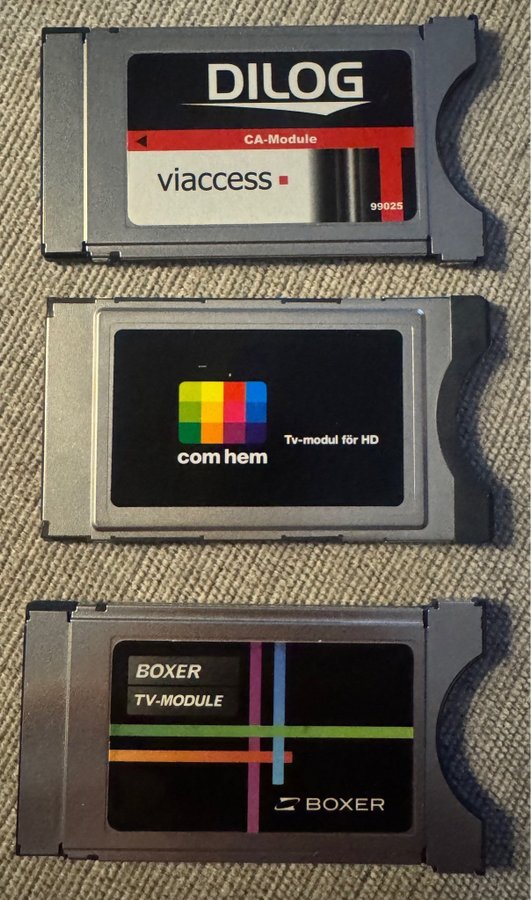 DILOG
CA-Module
viaccess
99025
com hem
Tv-modul för HD
BOXER
TV-MODULE
BOXER